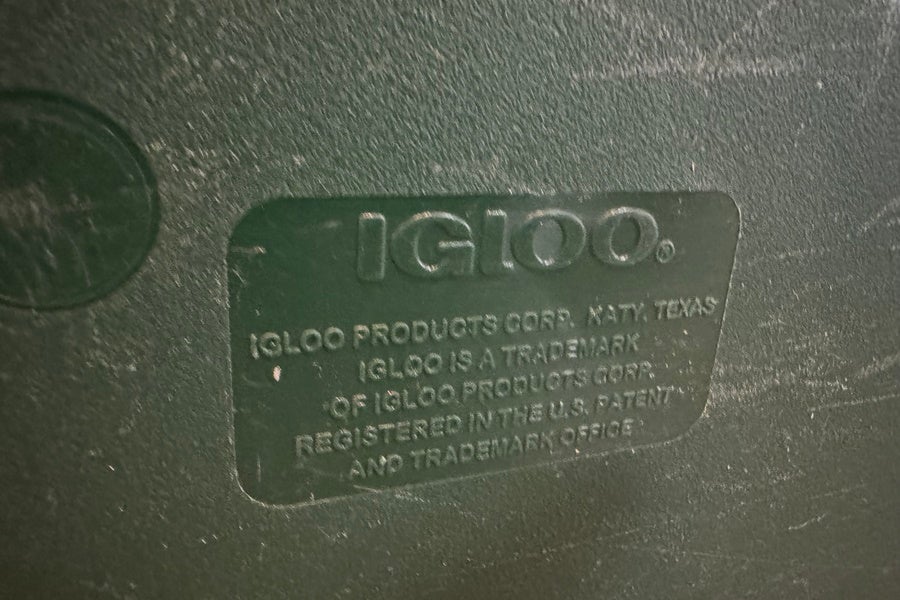 IGLOO®
IGLOO PRODUCTS CORP. KATY, TEXAS
IGLOO IS A TRADEMARK
OF IGLOO PRODUCTS CORP.
REGISTERED IN THE U.S. PATENT
AND TRADEMARK OFFICE